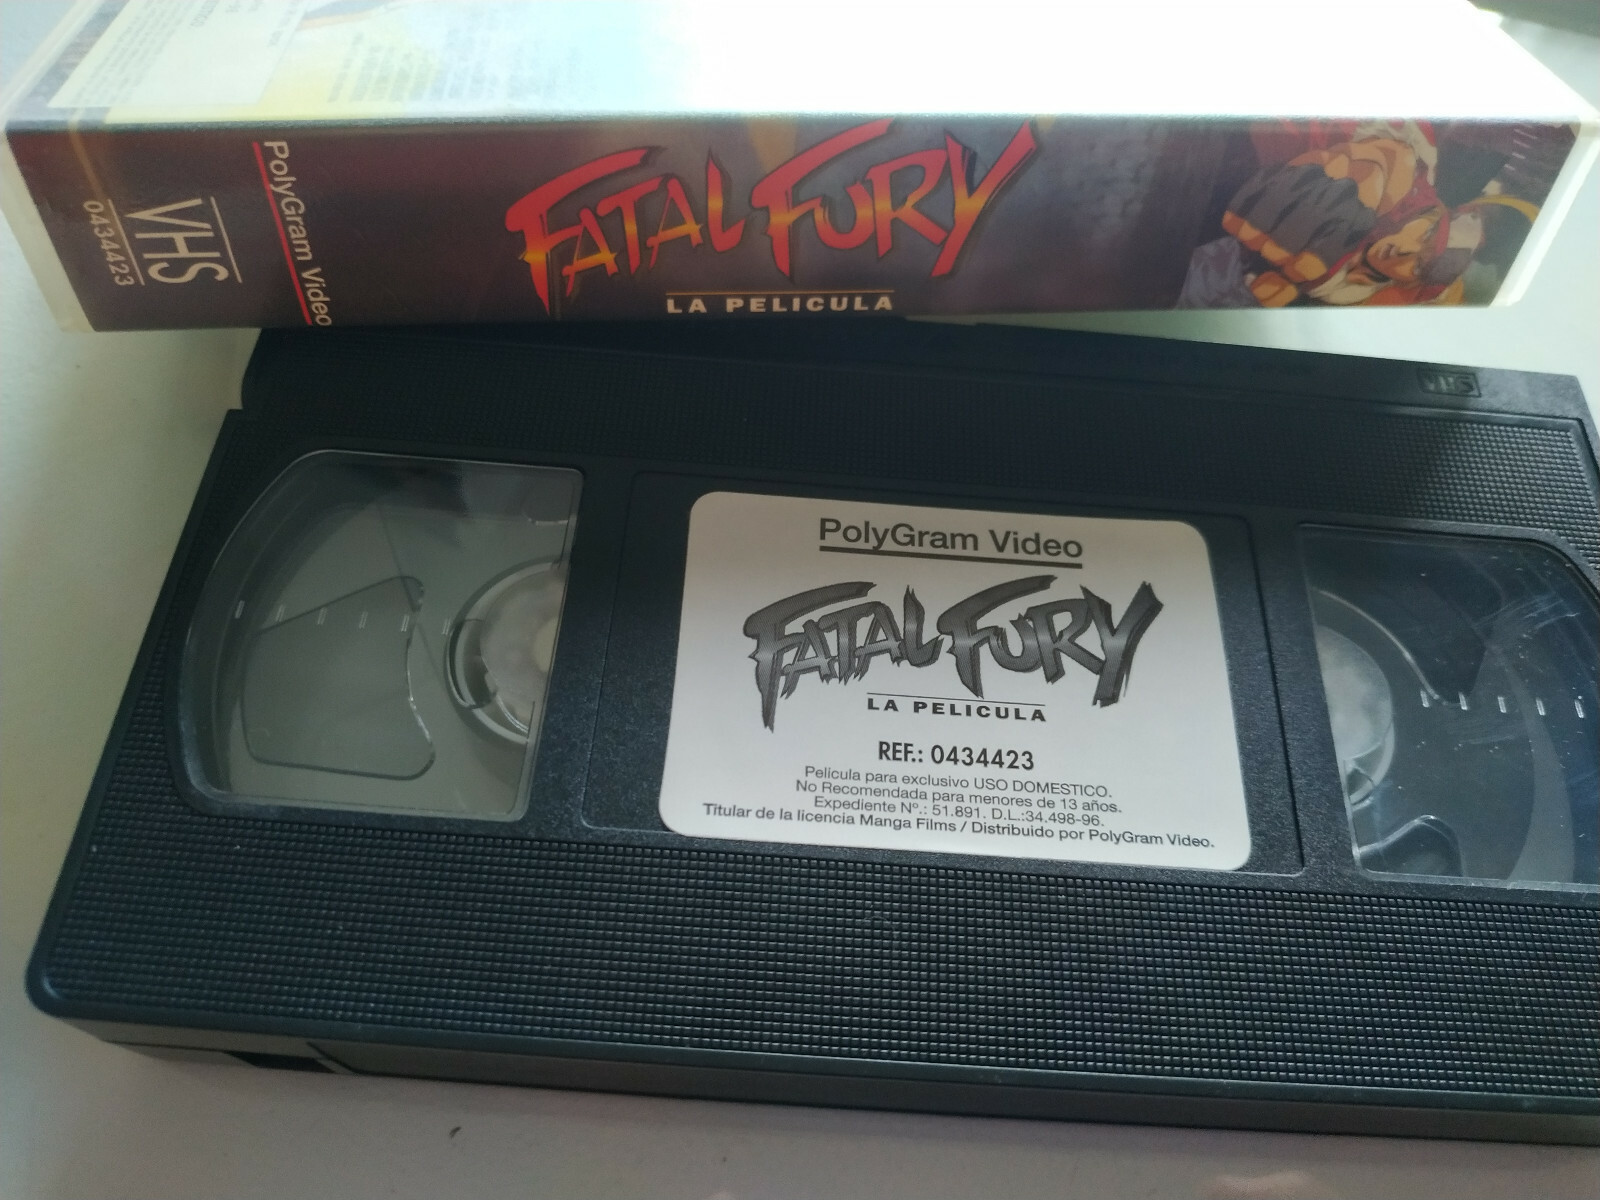 VHS
0434423
PolyGram Video
FATAL FURY
LA PELICULA
VHS
PolyGram Video
FATAL FURY
LA PELICULA
REF.: 0434423
Película para exclusivo USO DOMESTICO.
No Recomendada para menores de 13 años.
Expediente Nº.: 51.891. D.L.:34.498-96.
Titular de la licencia Manga Films / Distribuido por PolyGram Video.